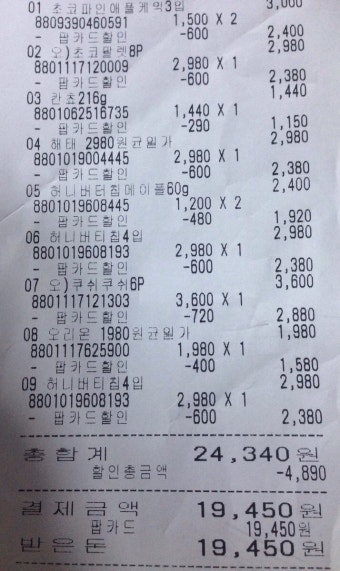 01 초코파인애플케익3입 3,000
8809390460591 1,500 X 2
- 팝카드할인 -600 2,400
02 오)초코팔렛8P 2,980
8801117120009 2,980 X 1
- 팝카드할인 -600 2,380
03 칸쵸216g 1,440
8801062516735 1,440 X 1
- 팝카드할인 -290 1,150
04 해태 2980원균일가 2,980
8801019004445 2,980 X 1
- 팝카드할인 -600 2,380
05 허니버터칩메이플60g 2,400
8801019608445 1,200 X 2
- 팝카드할인 -480 1,920
06 허니버티칩4입 2,980
8801019608193 2,980 X 1
- 팝카드할인 -600 2,380
07 오)쿠쉬쿠쉬6P 3,600
8801117121303 3,600 X 1
- 팝카드할인 -720 2,880
08 오리온 1980원균일가 1,980
8801117625900 1,980 X 1
- 팝카드할인 -400 1,580
09 허니버티칩4입 2,980
8801019608193 2,980 X 1
- 팝카드할인 -600 2,380
총합계 24,340원
할인총금액 -4,890
결제금액 19,450원
팝카드 19,450원
받은돈 19,450원